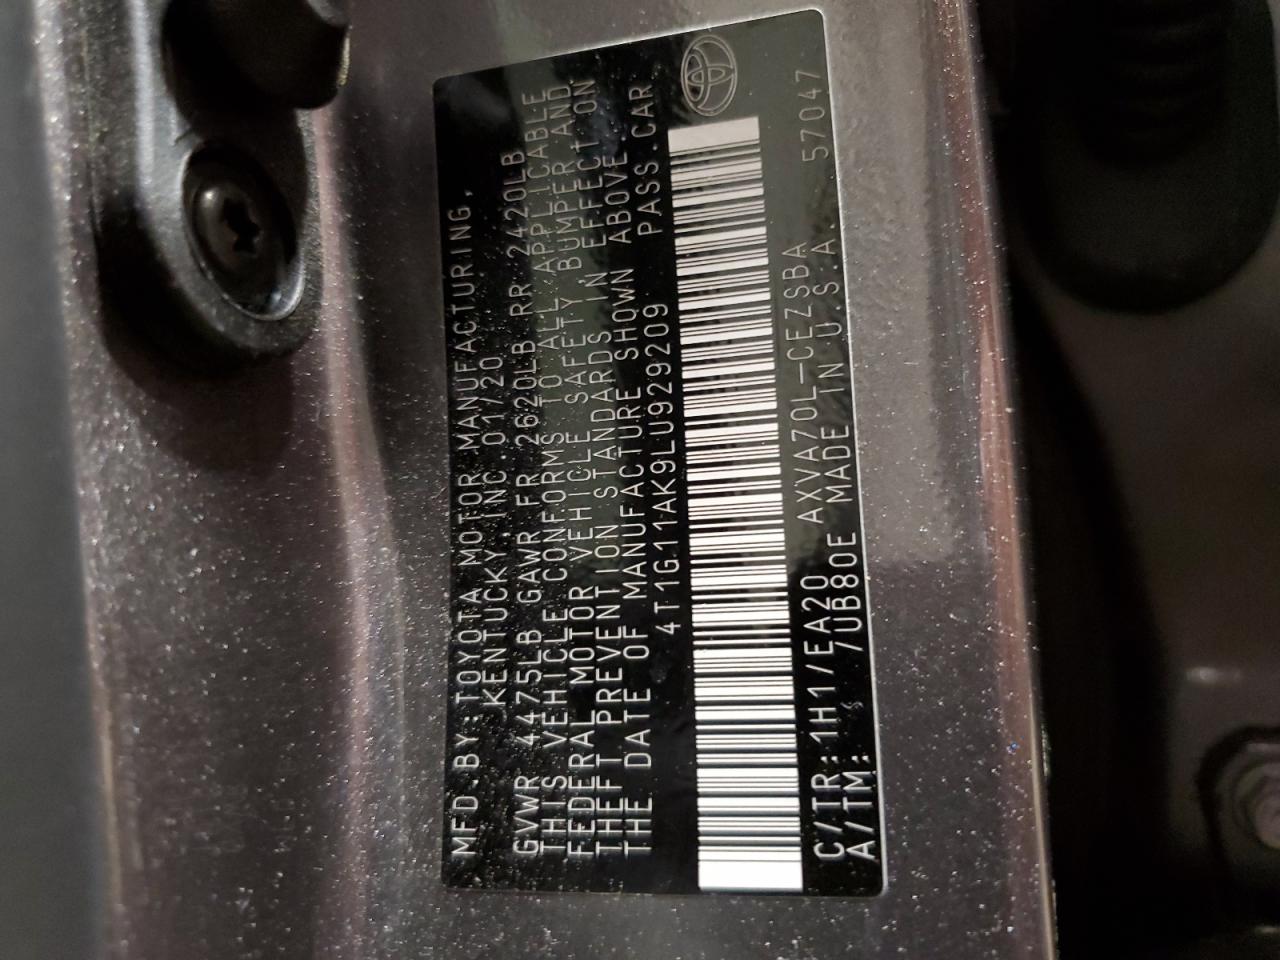 MFD.BY:TOYOTA MOTOR MANUFACTURING,
KENTUCKY,INC.01/20
GVWR 4475LB GAWR FR 2620LB RR 2420LB
THIS VEHICLE CONFORMS TO ALL APPLICABLE
FEDERAL MOTOR VEHICLE SAFETY,BUMPER AND
THEFT PREVENTION STANDARDS IN EFFECT ON
THE DATE OF MANUFACTURE SHOWN ABOVE.
4T1G11AK9LU929209 PASS.CAR
C/TR:1H1/EA20 AXVA70L-CEZSBA
A/TM: 7UB80E MADE IN U.S.A. 57047